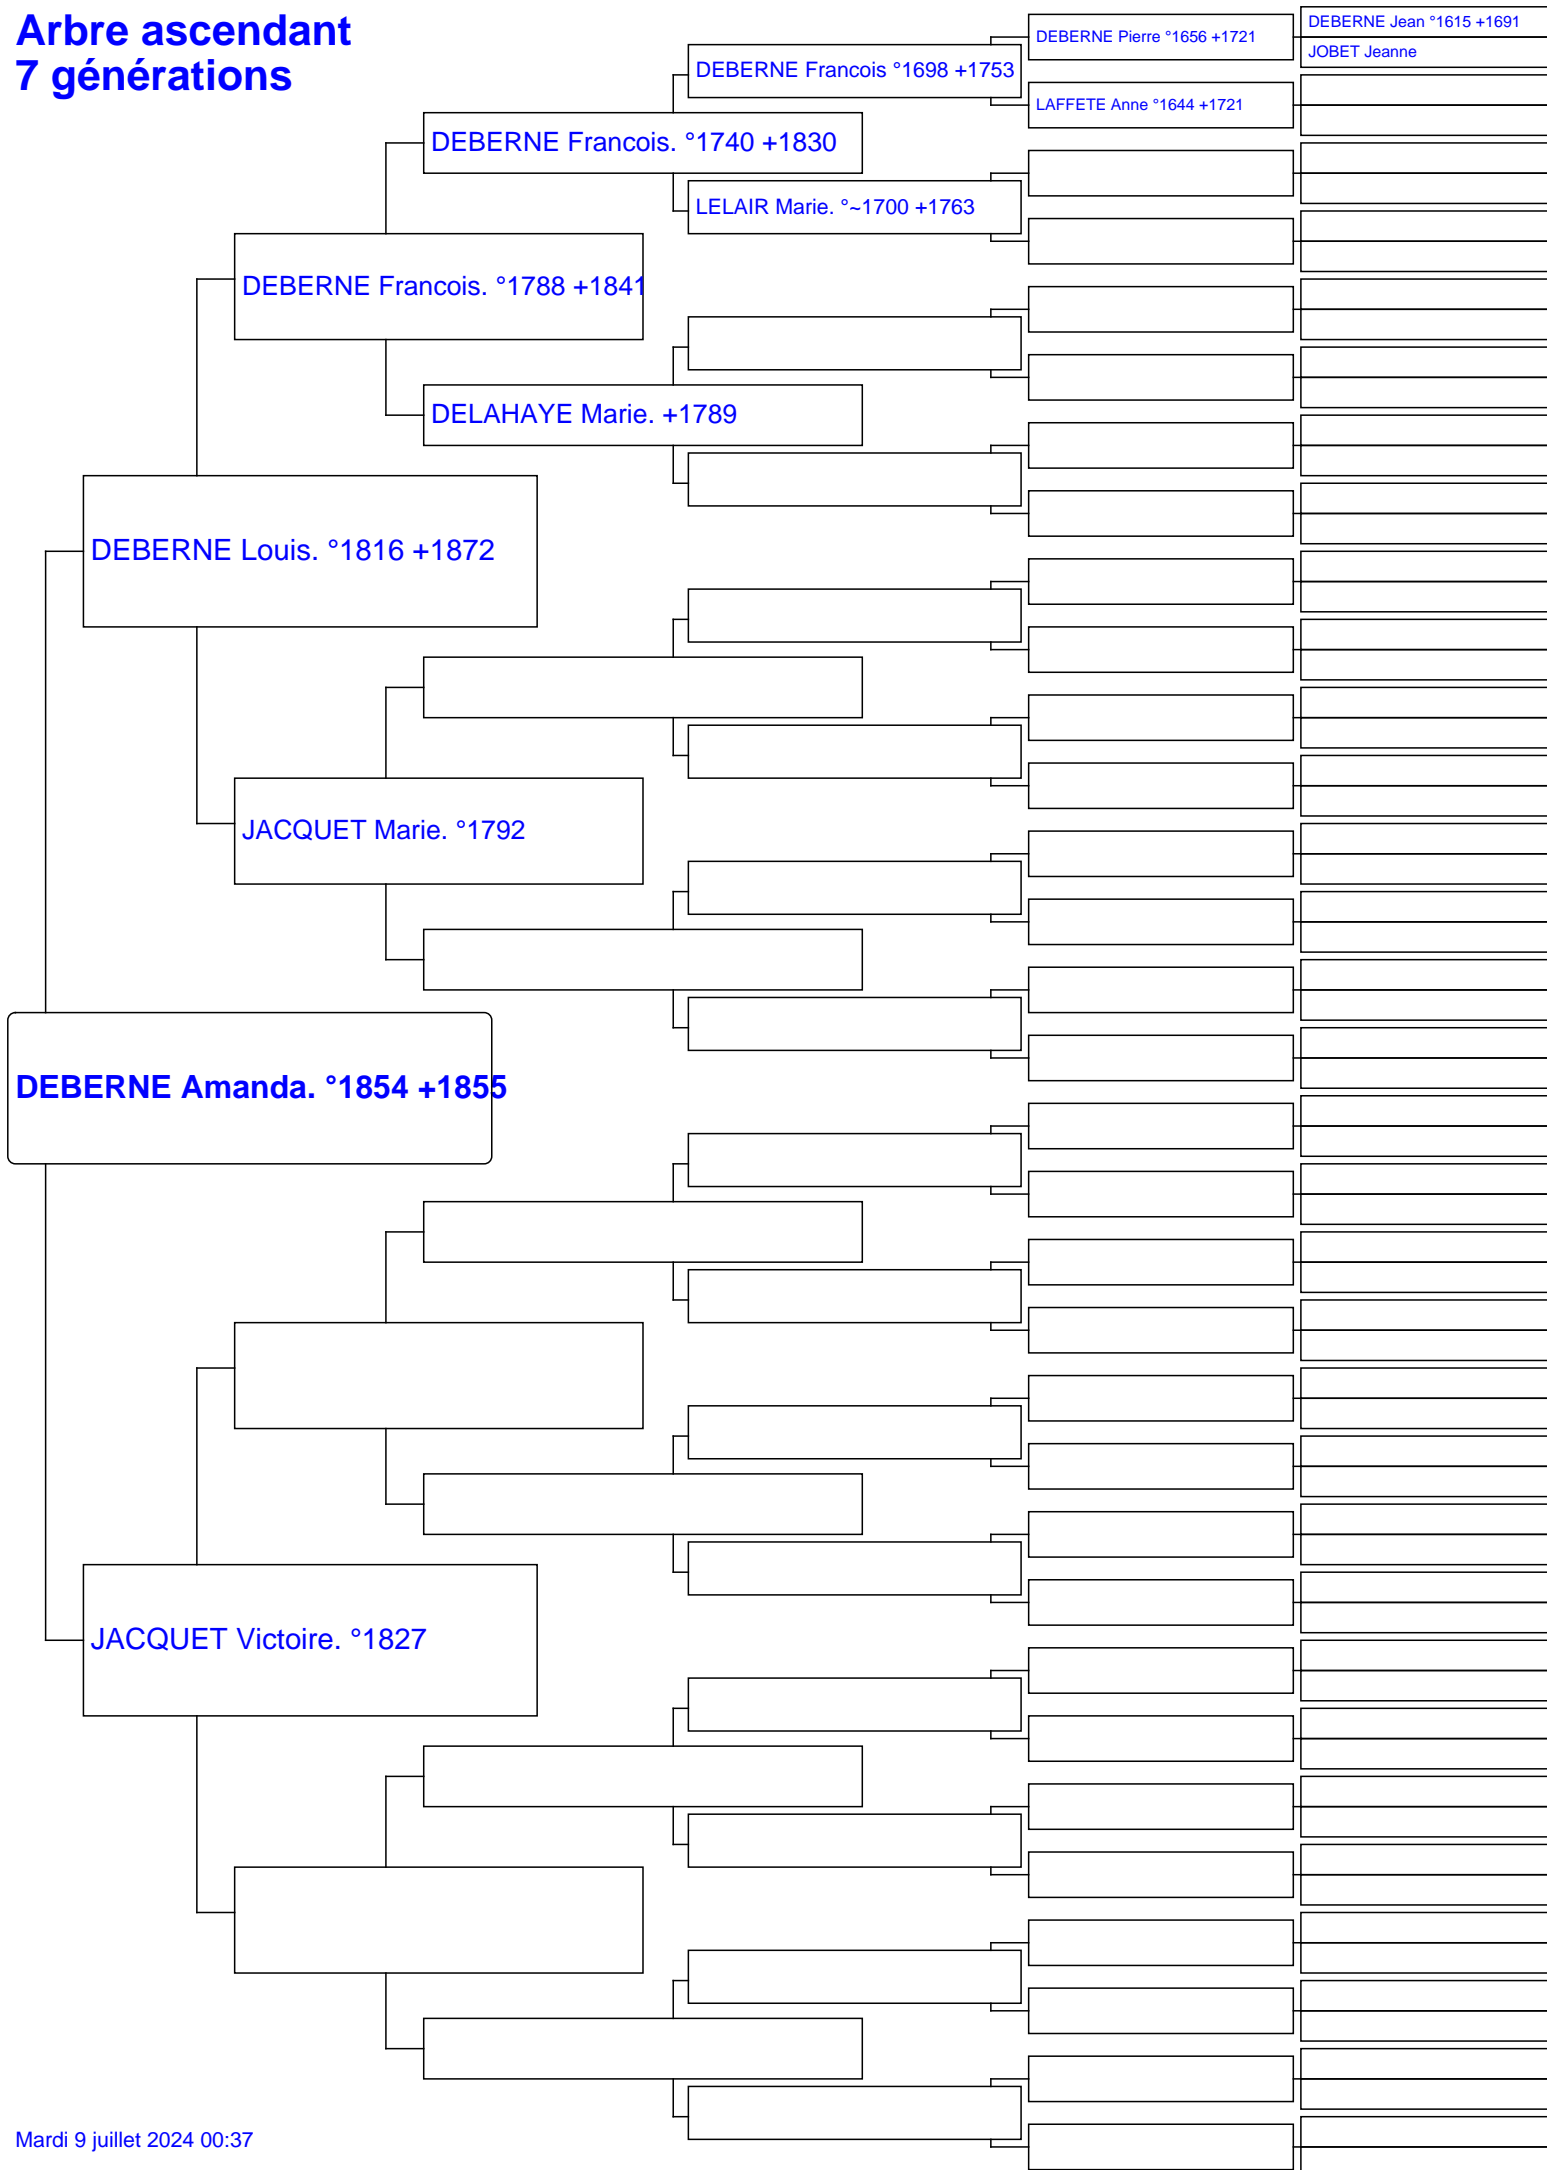 Arbre ascendant
7 générations
DEBERNE Jean °1615 +1691
DEBERNE Pierre °1656 +1721
JOBET Jeanne
DEBERNE Francois °1698 +1753
LAFFETE Anne °1644 +1721
DEBERNE Francois. °1740 +1830
LELAIR Marie. °~1700 +1763
DEBERNE Francois. °1788 +1841
DELAHAYE Marie. +1789
DEBERNE Louis. °1816 +1872
JACQUET Marie. °1792
DEBERNE Amanda. °1854 +1855
JACQUET Victoire. °1827
Mardi 9 juillet 2024 00:37